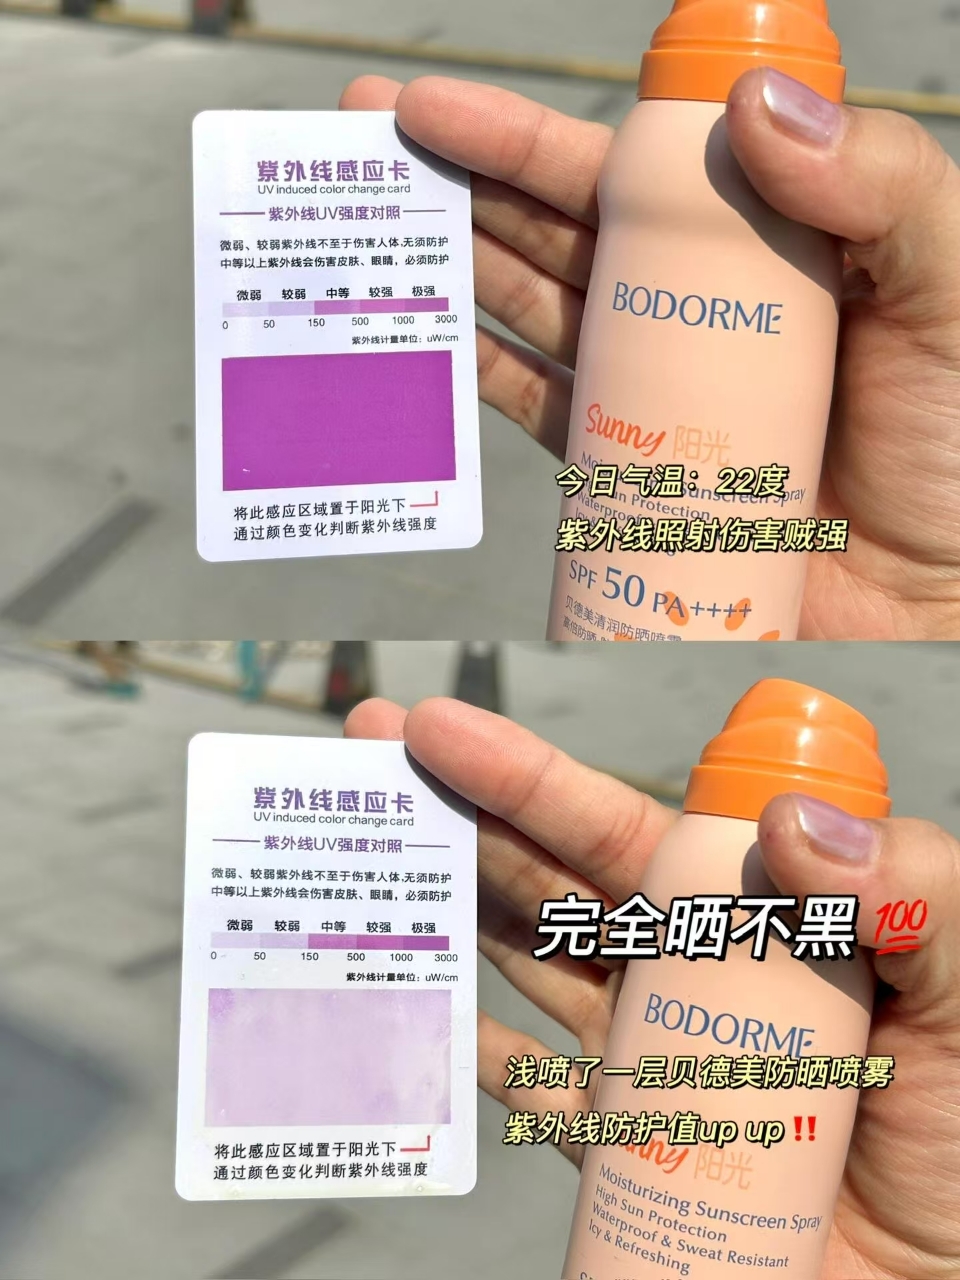 紫外线感应卡
UV induced color change card
紫外线UV强度对照
微弱、较弱紫外线不至于伤害人体,无须防护
中等以上紫外线会伤害皮肤、眼睛，必须防护
微弱 较弱 中等 较强 极强
0 50 150 500 1000 3000
紫外线计量单位：uW/cm
将此感应区域置于阳光下
通过颜色变化判断紫外线强度
BODORME
Sunny 阳光
Sunscreen Spray
Sun Protection
今日气温：22度
紫外线照射伤害贼强
SPF 50 PA++++
贝德美清润防晒喷雾
紫外线感应卡
UV induced color change card
紫外线UV强度对照
微弱、较弱紫外线不至于伤害人体,无须防护
中等以上紫外线会伤害皮肤、眼睛，必须防护
微弱 较弱 中等 较强 极强
0 50 150 500 1000 3000
紫外线计量单位：uW/cm
将此感应区域置于阳光下
通过颜色变化判断紫外线强度
完全晒不黑 💯
BODORME
浅喷了一层贝德美防晒喷雾
紫外线防护值up up ‼️
阳光
Moisturizing Sunscreen Spray
High Sun Protection
Waterproof & Sweat Resistant
Icy & Refreshing